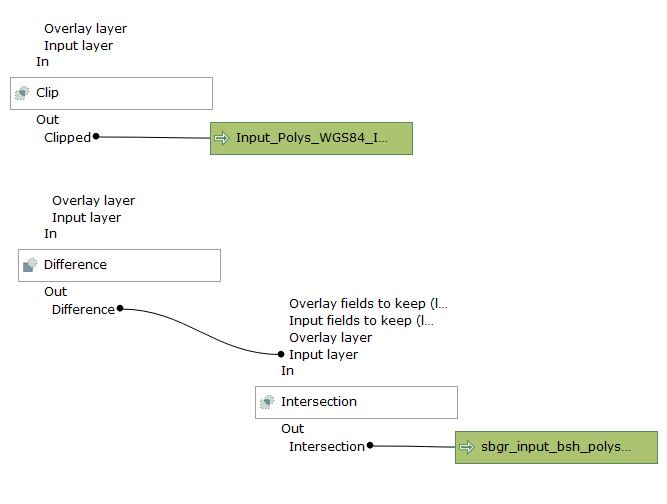 Overlay layer
Input layer
In
Clip
Out
Clipped
Input_Polys_WGS84_I...
Overlay layer
Input layer
In
Difference
Out
Difference
Overlay fields to keep (l...
Input fields to keep (l...
Overlay layer
Input layer
In
Intersection
Out
Intersection
sbgr_input_bsh_polys...